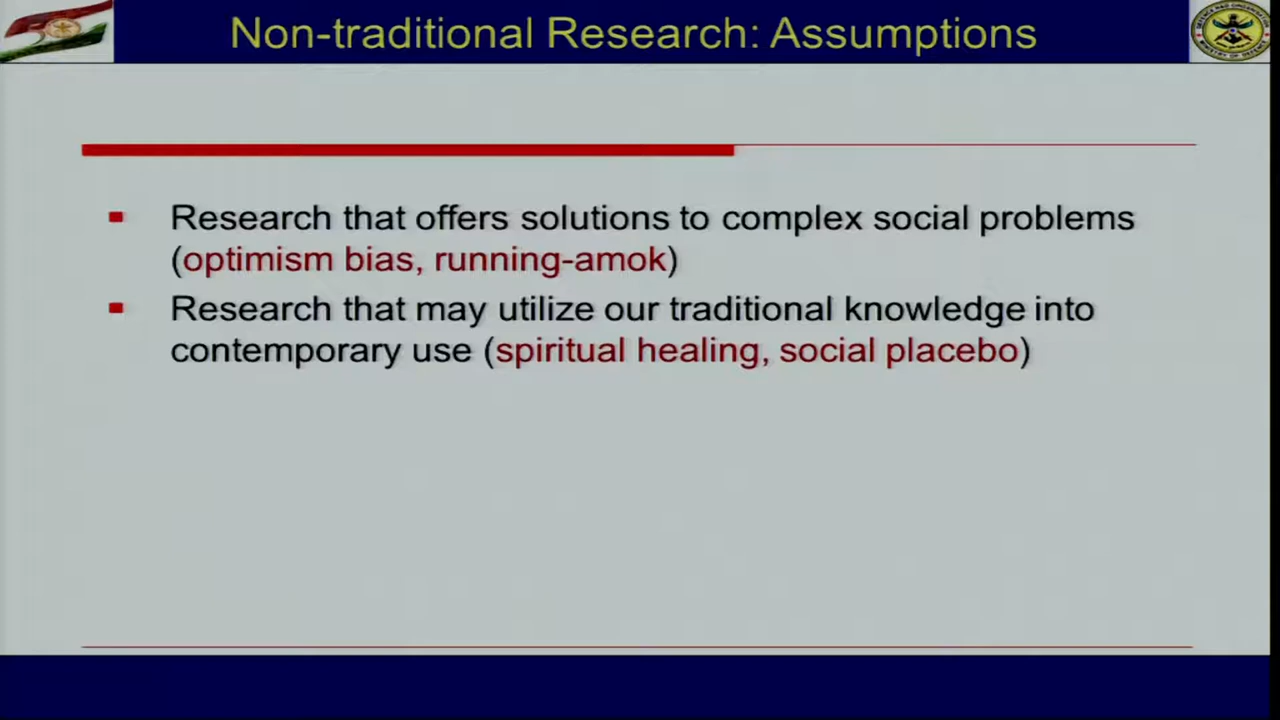 Non-traditional Research: Assumptions
Research that offers solutions to complex social problems
(optimism bias, running-amok)
Research that may utilize our traditional knowledge into
contemporary use (spiritual healing, social placebo)